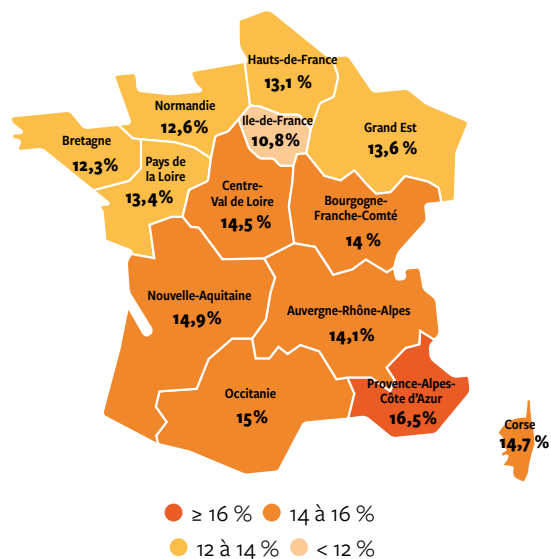 Hauts-de-France
13,1 %
Normandie
12,6%
Ile-de-France
10,8%
Grand Est
13,6 %
Bretagne
12,3%
Pays de
la Loire
13,4%
Centre-
Val de Loire
14,5 %
Bourgogne-
Franche-Comté
14 %
Nouvelle-Aquitaine
14,9%
Auvergne-Rhône-Alpes
14,1%
Occitanie
15%
Provence-Alpes-
Côte d'Azur
16,5%
Corse
14,7 %
≥ 16 % 14 à 16 %
12 à 14 % < 12 %